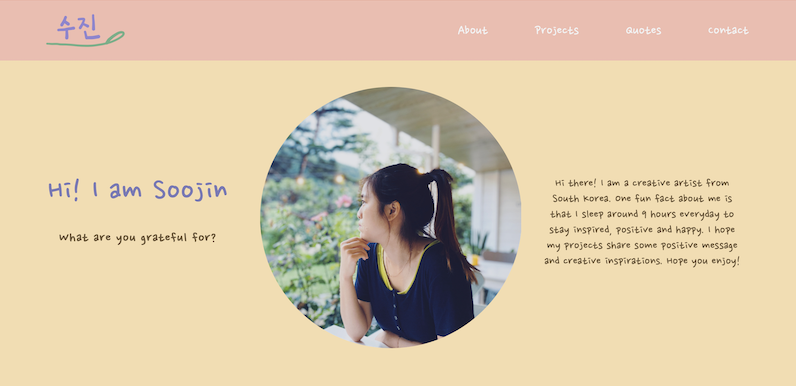 수진
About
Projects
quotes
contact
Hi! I am Soojin
What are you grateful for?
Hi there! I am a creative artist from
South Korea. One fun fact about me is
that I sleep around 9 hours everyday to
stay inspired, positive and happy. I hope
my projects share some positive message
and creative inspirations. Hope you enjoy!